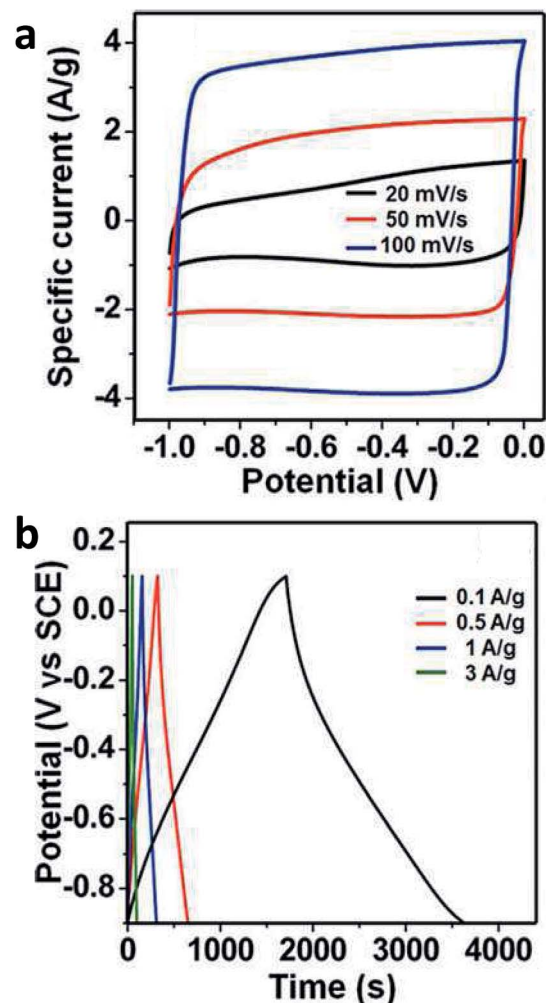 a
Specific current (A/g)
4
2
0
-2
-4
20 mV/s
50 mV/s
100 mV/s
-1.0 -0.8 -0.6 -0.4 -0.2 0.0
Potential (V)
b
Potential (V vs SCE)
0.2
0.0
-0.2
-0.4
-0.6
-0.8
0.1 A/g
0.5 A/g
1 A/g
3 A/g
0 1000 2000 3000 4000
Time (s)